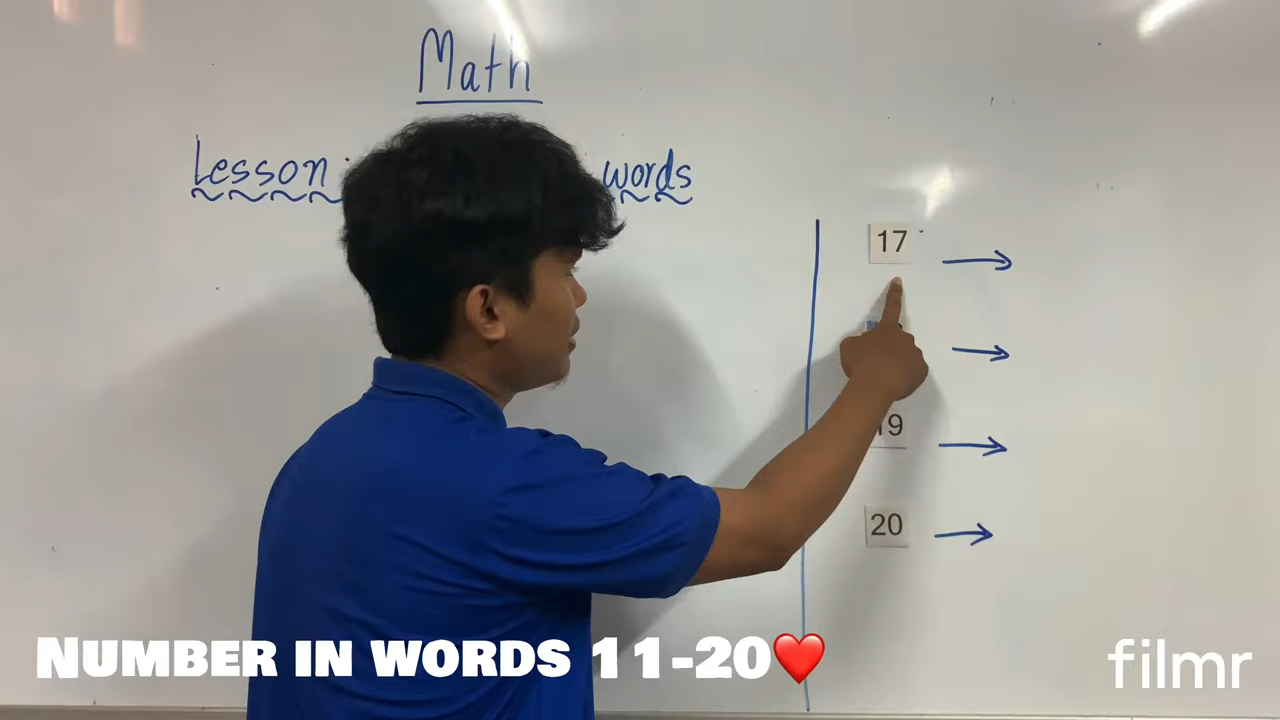 Math
Lesson words
17
19
20
NUMBER IN WORDS 11-20❤️
filmr